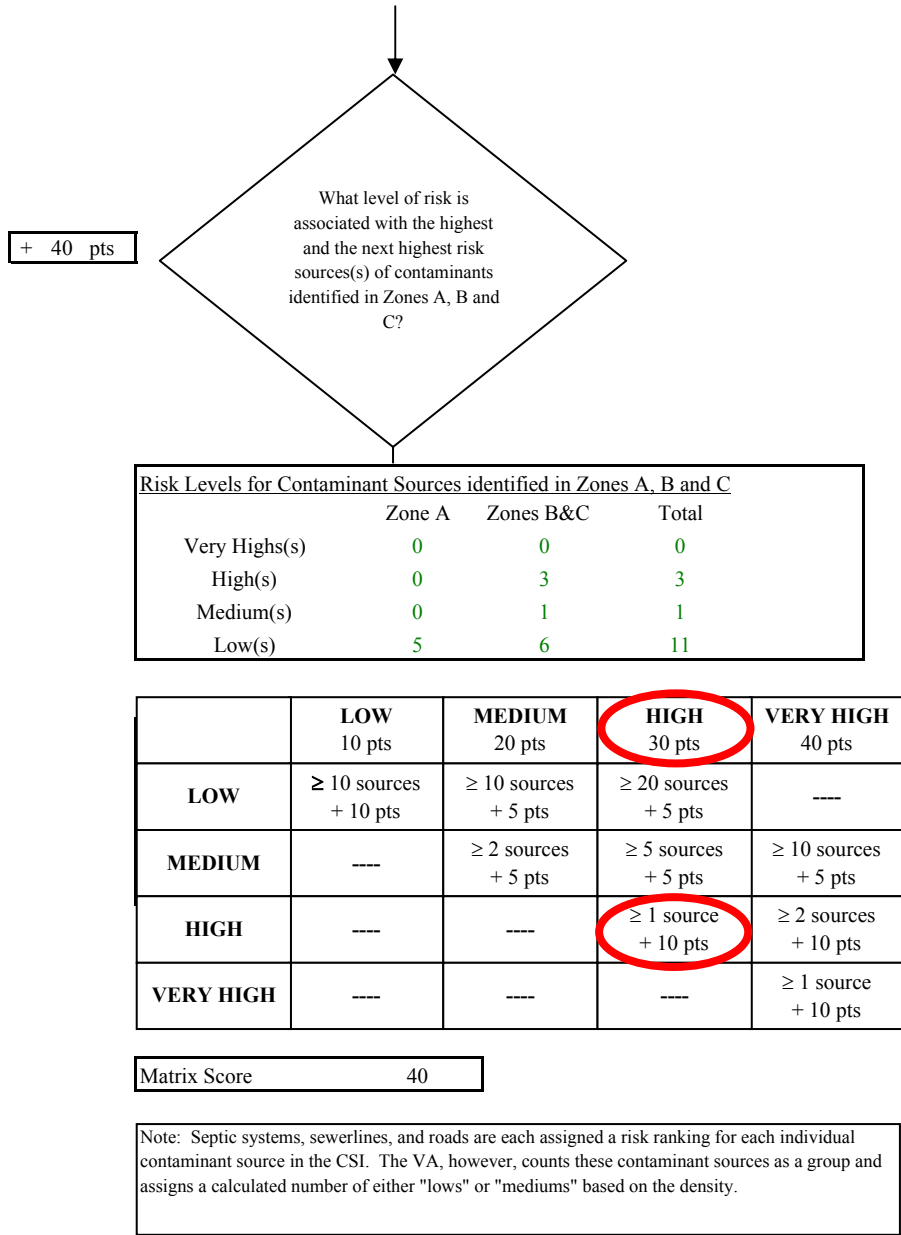 What level of risk is
associated with the highest
+ 40 pts
and the next highest risk
sources(s) of contaminants
identified in Zones A, B and
C?
Risk Levels for Contaminant Sources identified in Zones A, B and C
Zone A Zones B&C Total
Very Highs(s) 0 0 0
High(s) 0 3 3
Medium(s) 0 1 1
Low(s) 5 6 11
LOW MEDIUM HIGH VERY HIGH
10 pts 20 pts 30 pts 40 pts
LOW ≥ 10 sources ≥ 10 sources ≥ 20 sources ----
+ 10 pts + 5 pts + 5 pts
MEDIUM ---- ≥ 2 sources ≥ 5 sources ≥ 10 sources
+ 5 pts + 5 pts + 5 pts
HIGH ---- ---- ≥ 1 source ≥ 2 sources
+ 10 pts + 10 pts
VERY HIGH ---- ---- ---- ≥ 1 source
+ 10 pts
Matrix Score 40
Note: Septic systems, sewerlines, and roads are each assigned a risk ranking for each individual
contaminant source in the CSI. The VA, however, counts these contaminant sources as a group and
assigns a calculated number of either "lows" or "mediums" based on the density.